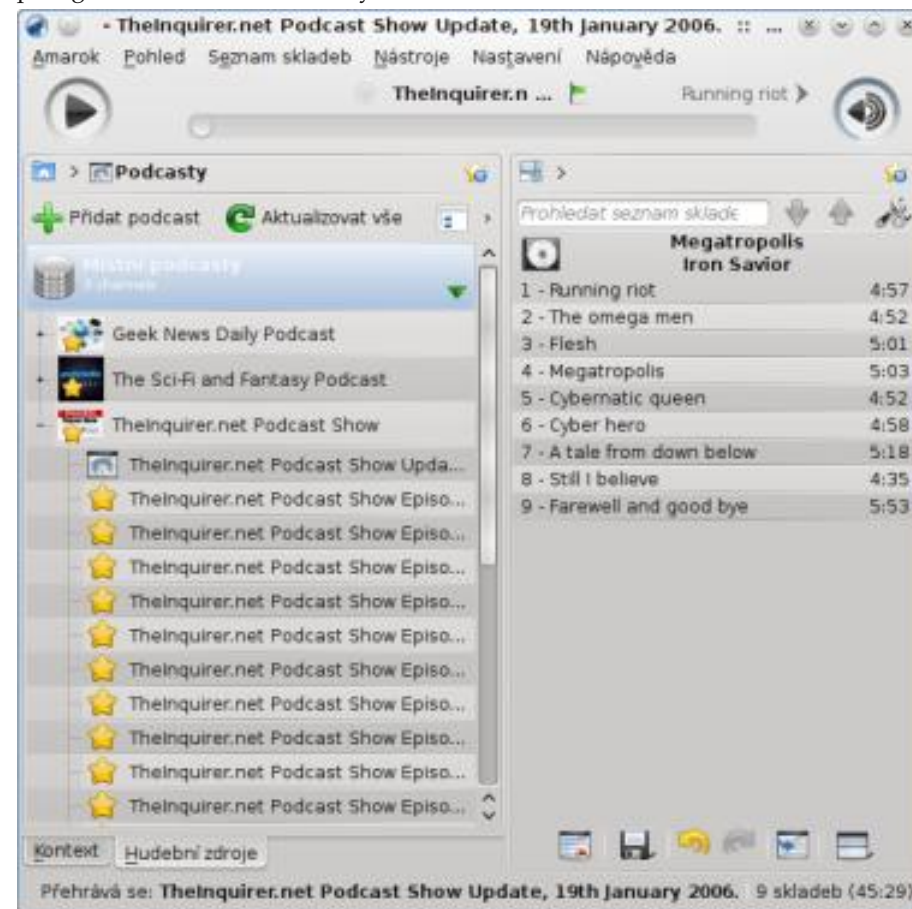 - TheInquirer.net Podcast Show Update, 19th January 2006. :: ...
Amarok Pohled Seznam skladeb Nástroje Nastavení Nápověda
TheInquirer.n ... Running riot
> Podcasty
Přidat podcast Aktualizovat vše
Místní podcasty
3 channels
Geek News Daily Podcast
The Sci-Fi and Fantasy Podcast
TheInquirer.net Podcast Show
TheInquirer.net Podcast Show Upda...
TheInquirer.net Podcast Show Episo...
TheInquirer.net Podcast Show Episo...
TheInquirer.net Podcast Show Episo...
TheInquirer.net Podcast Show Episo...
TheInquirer.net Podcast Show Episo...
TheInquirer.net Podcast Show Episo...
TheInquirer.net Podcast Show Episo...
TheInquirer.net Podcast Show Episo...
TheInquirer.net Podcast Show Episo...
TheInquirer.net Podcast Show Episo...
Kontext Hudební zdroje
>
Prohledat seznam skladeb
Megatropolis
Iron Savior
1 - Running riot 4:57
2 - The omega men 4:52
3 - Flesh 5:01
4 - Megatropolis 5:03
5 - Cybernatic queen 4:52
6 - Cyber hero 4:58
7 - A tale from down below 5:18
8 - Still I believe 4:35
9 - Farewell and good bye 5:53
Přehrává se: TheInquirer.net Podcast Show Update, 19th January 2006. 9 skladeb (45:29)